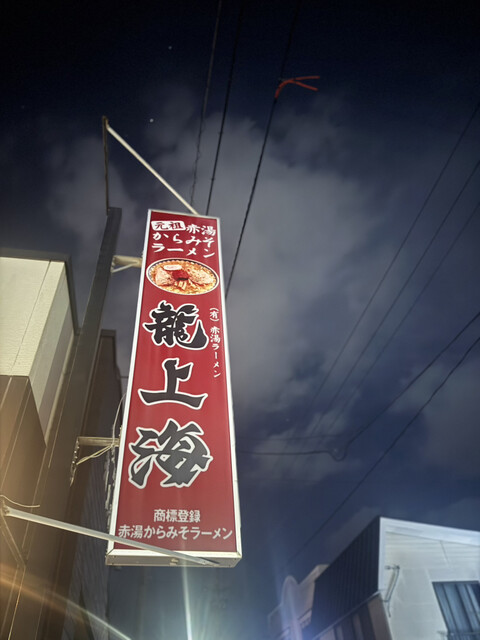 元祖 赤湯
からみそ
ラーメン
龍上海
(有)赤湯ラーメン
商標登録
赤湯からみそラーメン